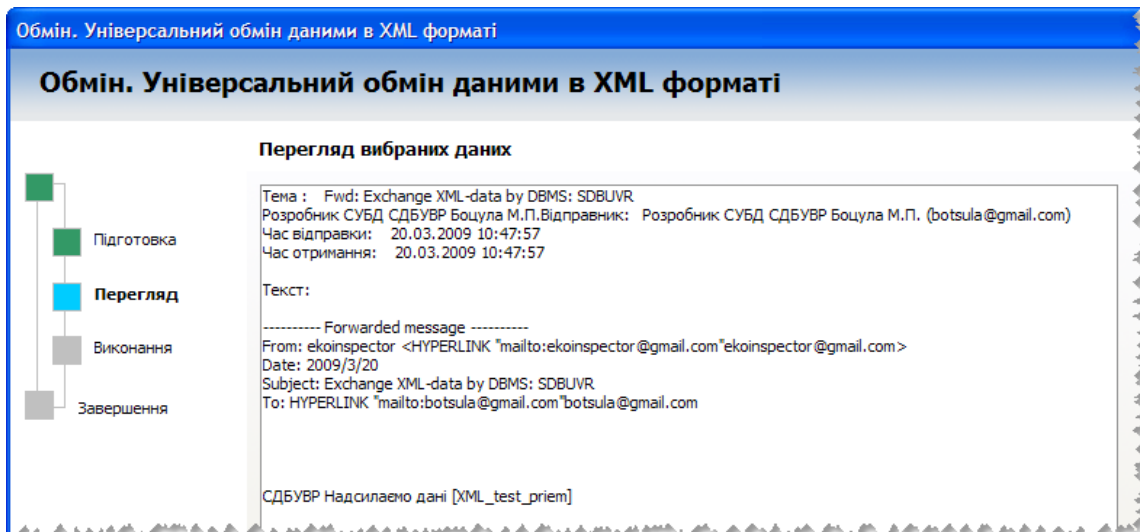 Обмін. Універсальний обмін даними в XML форматі
Обмін. Універсальний обмін даними в XML форматі
Перегляд вибраних даних
Підготовка
Перегляд
Виконання
Завершення
Тема : Fwd: Exchange XML-data by DBMS: SDBUVR
Розробник СУБД СДБУВР Боцула М.П.Відправник: Розробник СУБД СДБУВР Боцула М.П. (botsula@gmail.com)
Час відправки: 20.03.2009 10:47:57
Час отримання: 20.03.2009 10:47:57
Текст:
---------- Forwarded message ----------
From: ekoinspector <HYPERLINK "mailto:ekoinspector@gmail.com"ekoinspector@gmail.com>
Date: 2009/3/20
Subject: Exchange XML-data by DBMS: SDBUVR
To: HYPERLINK "mailto:botsula@gmail.com"botsula@gmail.com
СДБУВР Надсилаємо дані [XML_test_priem]